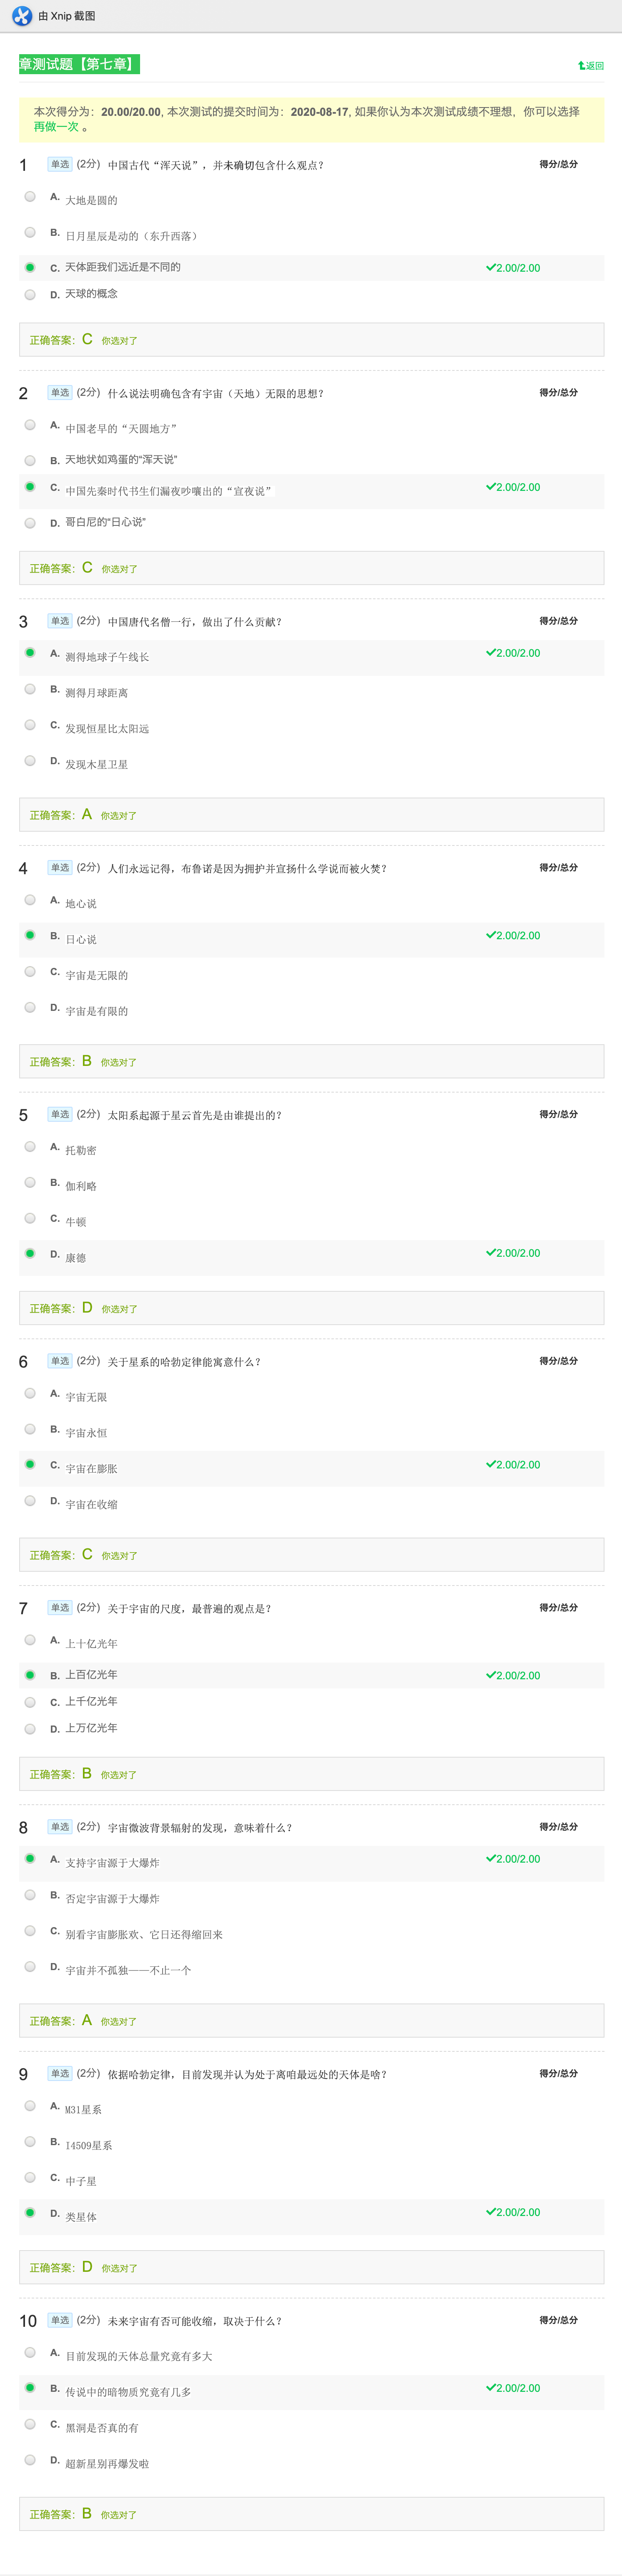 由 Xnip 截图
章测试题【第七章】
返回
本次得分为：20.00/20.00, 本次测试的提交时间为：2020-08-17, 如果你认为本次测试成绩不理想，你可以选择
再做一次 。
1 单选 (2分) 中国古代“浑天说”，并未确切包含什么观点？ 得分/总分
A. 大地是圆的
B. 日月星辰是动的（东升西落）
C. 天体距我们远近是不同的 2.00/2.00
D. 天球的概念
正确答案：C 你选对了
2 单选 (2分) 什么说法明确包含有宇宙（天地）无限的思想？ 得分/总分
A. 中国老早的“天圆地方”
B. 天地状如鸡蛋的“浑天说”
C. 中国先秦时代书生们漏夜吵嚷出的“宣夜说” 2.00/2.00
D. 哥白尼的“日心说”
正确答案：C 你选对了
3 单选 (2分) 中国唐代名僧一行，做出了什么贡献？ 得分/总分
A. 测得地球子午线长 2.00/2.00
B. 测得月球距离
C. 发现恒星比太阳远
D. 发现木星卫星
正确答案：A 你选对了
4 单选 (2分) 人们永远记得，布鲁诺是因为拥护并宣扬什么学说而被火焚？ 得分/总分
A. 地心说
B. 日心说 2.00/2.00
C. 宇宙是无限的
D. 宇宙是有限的
正确答案：B 你选对了
5 单选 (2分) 太阳系起源于星云首先是由谁提出的？ 得分/总分
A. 托勒密
B. 伽利略
C. 牛顿
D. 康德 2.00/2.00
正确答案：D 你选对了
6 单选 (2分) 关于星系的哈勃定律能寓意什么？ 得分/总分
A. 宇宙无限
B. 宇宙永恒
C. 宇宙在膨胀 2.00/2.00
D. 宇宙在收缩
正确答案：C 你选对了
7 单选 (2分) 关于宇宙的尺度，最普遍的观点是？ 得分/总分
A. 上十亿光年
B. 上百亿光年 2.00/2.00
C. 上千亿光年
D. 上万亿光年
正确答案：B 你选对了
8 单选 (2分) 宇宙微波背景辐射的发现，意味着什么？ 得分/总分
A. 支持宇宙源于大爆炸 2.00/2.00
B. 否定宇宙源于大爆炸
C. 别看宇宙膨胀欢、它日还得缩回来
D. 宇宙并不孤独——不止一个
正确答案：A 你选对了
9 单选 (2分) 依据哈勃定律，目前发现并认为处于离咱最远处的天体是啥？ 得分/总分
A. M31星系
B. I4509星系
C. 中子星
D. 类星体 2.00/2.00
正确答案：D 你选对了
10 单选 (2分) 未来宇宙有否可能收缩，取决于什么？ 得分/总分
A. 目前发现的天体总量究竟有多大
B. 传说中的暗物质究竟有几多 2.00/2.00
C. 黑洞是否真的有
D. 超新星别再爆发啦
正确答案：B 你选对了